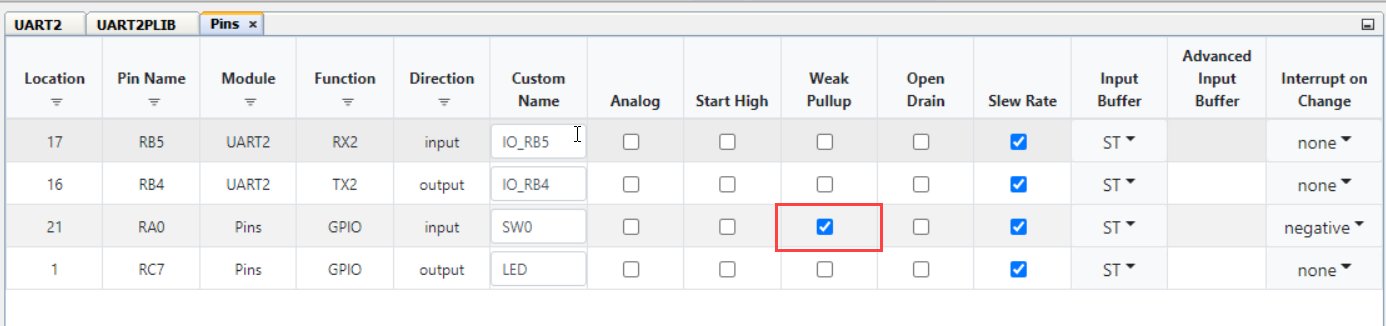 UART2 UART2PLIB Pins ×
Location Pin Name Module Function Direction Custom Name Analog Start High Weak Pullup Open Drain Slew Rate Input Buffer Advanced Input Buffer Interrupt on Change
17 RB5 UART2 RX2 input IO_RB5 ST none
16 RB4 UART2 TX2 output IO_RB4 ST none
21 RA0 Pins GPIO input SW0 ST negative
1 RC7 Pins GPIO output LED ST none